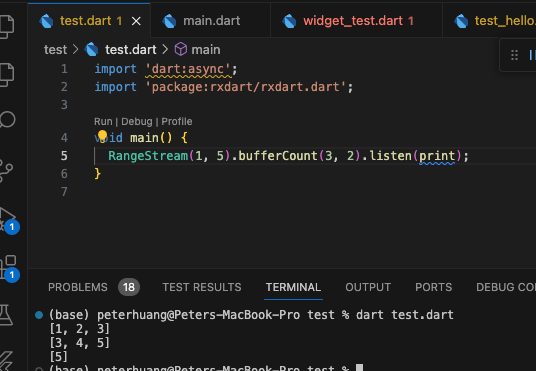 test.dart 1
main.dart
widget_test.dart 1
test_hello.
test > test.dart > main
1 import 'dart:async';
2 import 'package:rxdart/rxdart.dart';
3
Run | Debug | Profile
4 void main() {
5 RangeStream(1, 5).bufferCount(3, 2).listen(print);
6 }
7
1
1
PROBLEMS 18 TEST RESULTS TERMINAL OUTPUT PORTS DEBUG CO
(base) peterhuang@Peters-MacBook-Pro test % dart test.dart
[1, 2, 3]
[3, 4, 5]
[5]
(base) peterhuang@Peters-MacBook-Pro test %